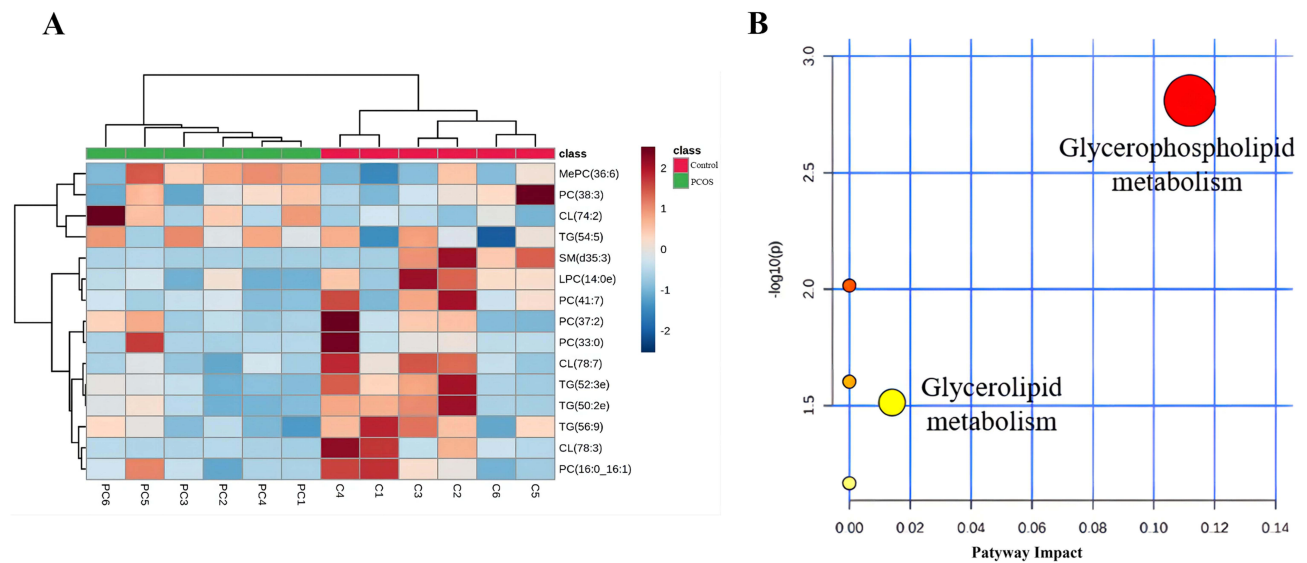 A
class
MePC(36:6)
PC(38:3)
CL(74:2)
TG(54:5)
SM(d35:3)
LPC(14:0e)
PC(41:7)
PC(37:2)
PC(33:0)
CL(78:7)
TG(52:3e)
TG(50:2e)
TG(56:9)
CL(78:3)
PC(16:0_16:1)
PC6 PC5 PC3 PC2 PC4 PC1 C4 C1 C3 C2 C6 C5
2
1
0
-1
-2
class
Control
PCOS
B
-log10(p)
3.0
2.5
2.0
1.5
Glycerophospholipid
metabolism
Glycerolipid
metabolism
0 00 0 02 0.04 0.06 0.08 0.10 0.12 0.14
Patyway Impact